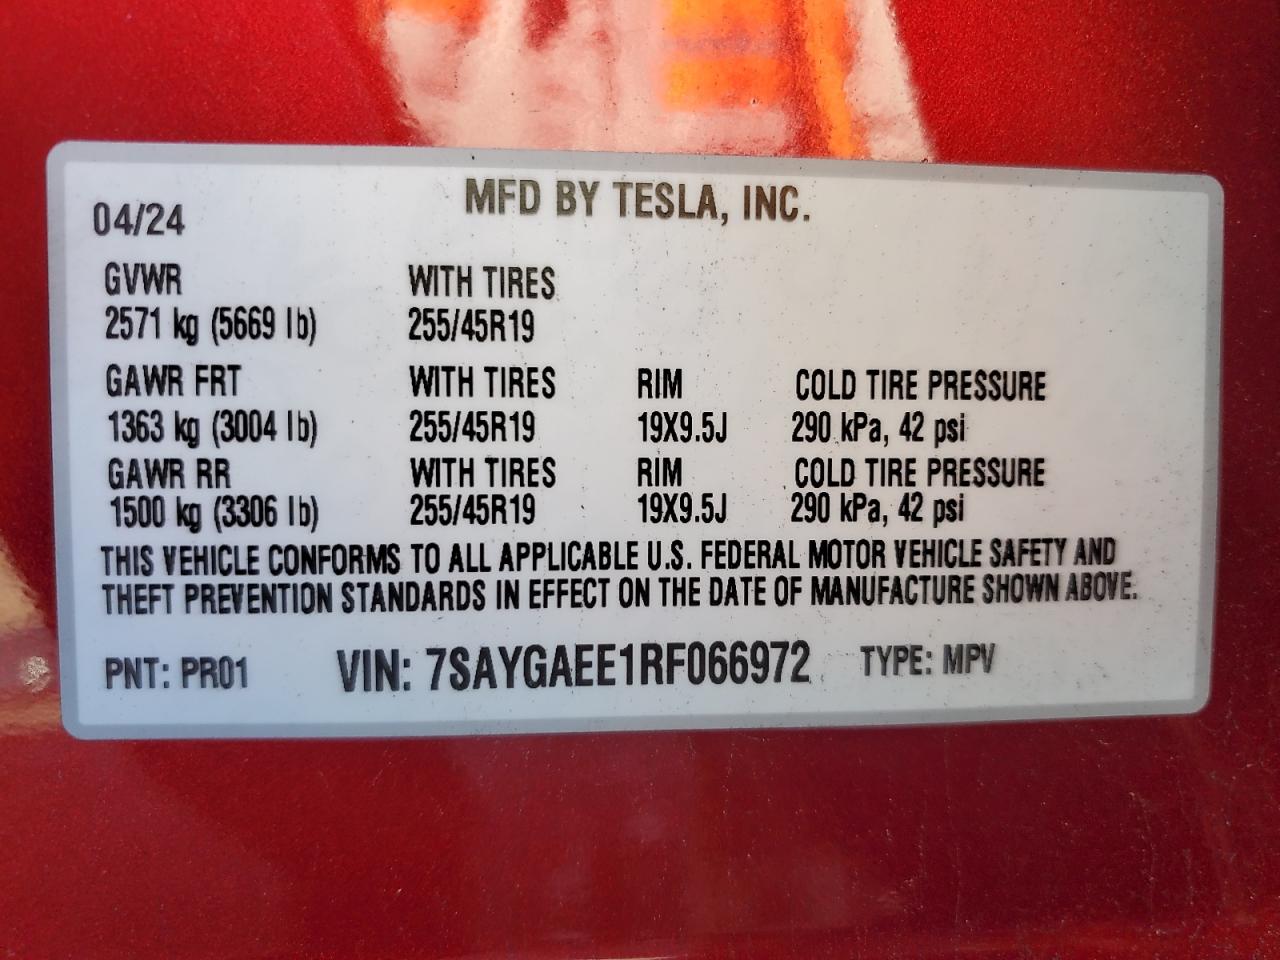 MFD BY TESLA, INC.
04/24
GVWR WITH TIRES
2571 kg (5669 lb) 255/45R19
GAWR FRT WITH TIRES RIM COLD TIRE PRESSURE
1363 kg (3004 lb) 255/45R19 19X9.5J 290 kPa, 42 psi
GAWR RR WITH TIRES RIM COLD TIRE PRESSURE
1500 kg (3306 lb) 255/45R19 19X9.5J 290 kPa, 42 psi
THIS VEHICLE CONFORMS TO ALL APPLICABLE U.S. FEDERAL MOTOR VEHICLE SAFETY AND
THEFT PREVENTION STANDARDS IN EFFECT ON THE DATE OF MANUFACTURE SHOWN ABOVE.
PNT: PR01 VIN: 7SAYGAEE1RF066972 TYPE: MPV